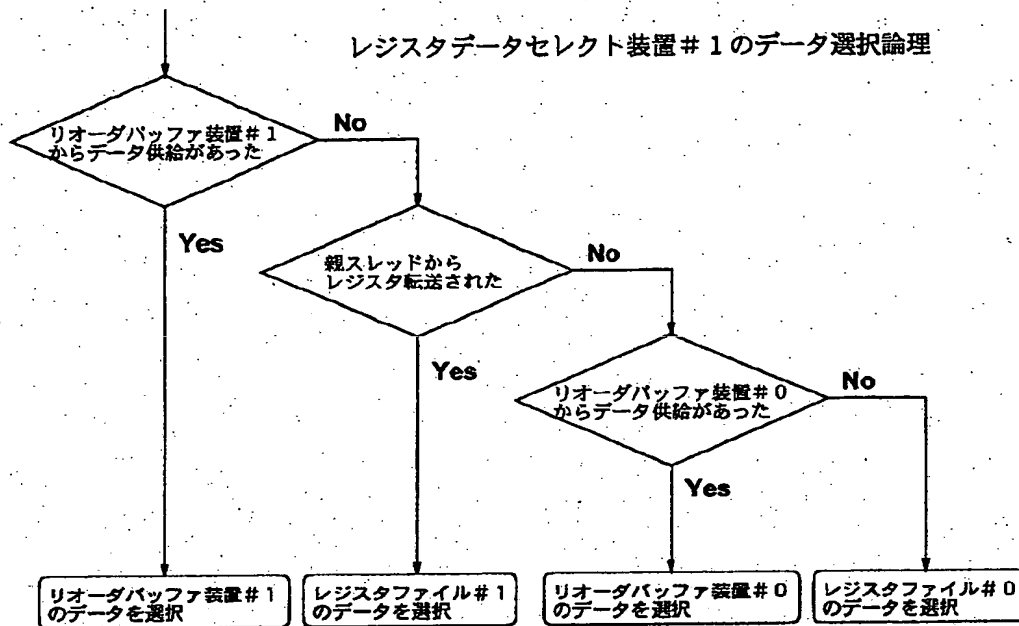 レジスタデータセレクト装置＃１のデータ選択論理
リオーダバッファ装置＃１
からデータ供給があった
No
Yes
親スレッドから
レジスタ転送された
No
Yes
リオーダバッファ装置＃０
からデータ供給があった
No
Yes
リオーダバッファ装置＃１
のデータを選択
レジスタファイル＃１
のデータを選択
リオーダバッファ装置＃０
のデータを選択
レジスタファイル＃０
のデータを選択